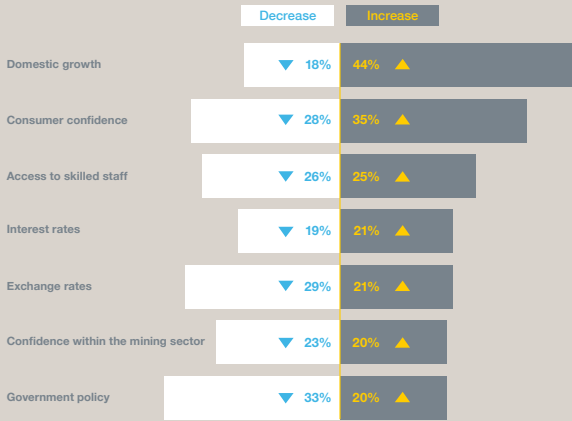 Decrease Increase
Domestic growth 18% 44%
Consumer confidence 28% 35%
Access to skilled staff 26% 25%
Interest rates 19% 21%
Exchange rates 29% 21%
Confidence within the mining sector 23% 20%
Government policy 33% 20%